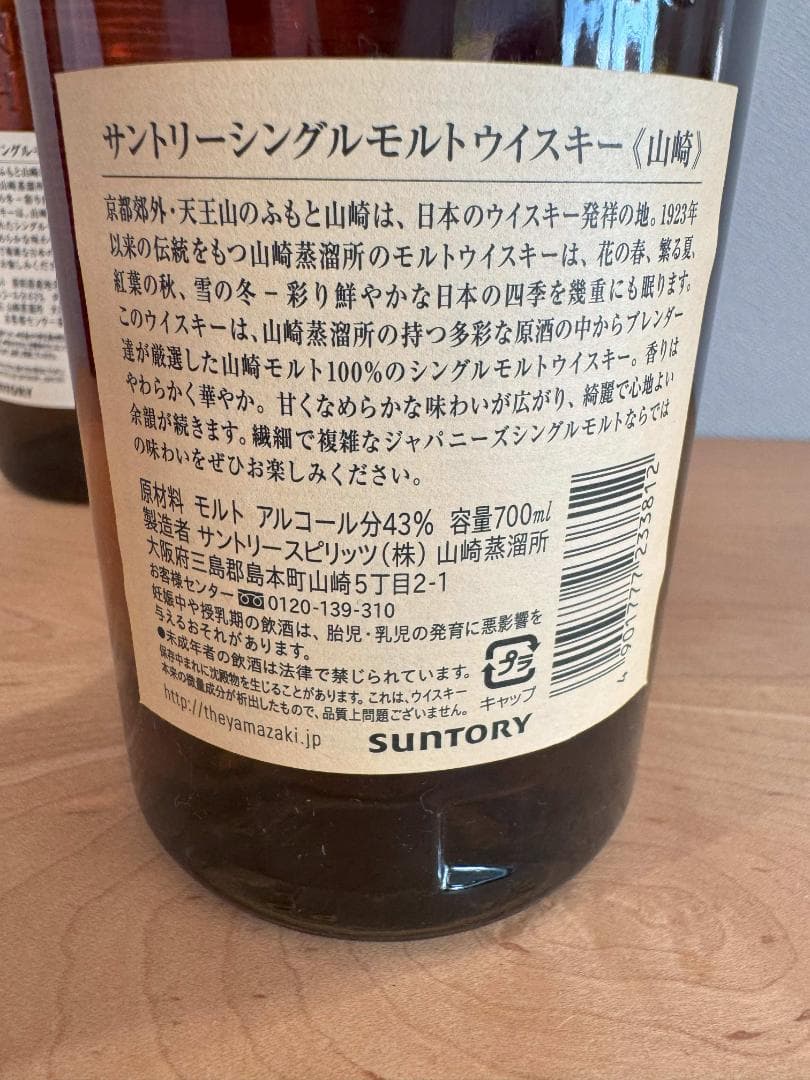 サントリーシングルモルトウイスキー《山崎》
京都郊外・天王山のふもと山崎は、日本のウイスキー発祥の地。1923年
以来の伝統をもつ山崎蒸溜所のモルトウイスキーは、花の春、繁る夏、
紅葉の秋、雪の冬－彩り鮮やかな日本の四季を幾重にも眠ります。
このウイスキーは、山崎蒸溜所の持つ多彩な原酒の中からブレンダー
達が厳選した山崎モルト100%のシングルモルトウイスキー。香りは
やわらかく華やか。甘くなめらかな味わいが広がり、綺麗で心地よい
余韻が続きます。繊細で複雑なジャパニーズシングルモルトならでは
の味わいをぜひお楽しみください。
原材料 モルト アルコール分43% 容量700ml
製造者 サントリースピリッツ(株) 山崎蒸溜所
大阪府三島郡島本町山崎5丁目2-1
お客様センター 0120-139-310
妊娠中や授乳期の飲酒は、胎児・乳児の発育に悪影響を
与えるおそれがあります。
●未成年者の飲酒は法律で禁じられています。
保存中まれに沈殿物を生じることがあります。これは、ウイスキー
本来の微量成分が析出したもので、品質上問題ございません。
プラ
キャップ
http://theyamazaki.jp
SUNTORY
4 901777 233812
SUNTORY